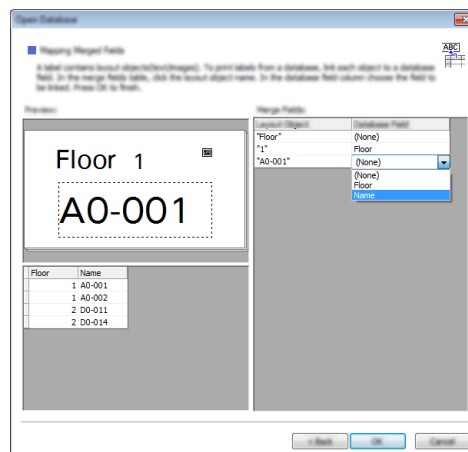 Open Database
Mapping Merged Fields
A label contains layout objects(text/images). To print labels from a database, link each object to a database
field. In the merge fields table, click the layout object name. In the database field column choose the field to
be linked. Press OK to finish.
ABC
Preview:
Merge Fields:
Layout Object Database Field
"Floor" (None)
"1" Floor
"A0-001" (None)
(None)
Floor
Name
Floor 1
A0-001
Floor Name
1 A0-001
1 A0-002
2 D0-011
2 D0-014
< Back OK Cancel